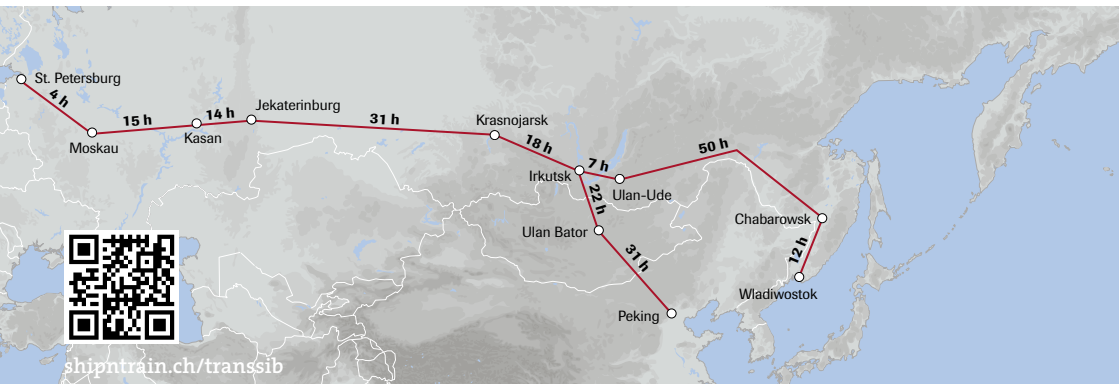 St. Petersburg
4 h
Moskau
15 h
Kasan
14 h
Jekaterinburg
31 h
Krasnojarsk
18 h
Irkutsk
7 h
Ulan-Ude
50 h
Chabarowsk
12 h
Wladiwostok
22 h
Ulan Bator
31 h
Peking
shipntrain.ch/transsib